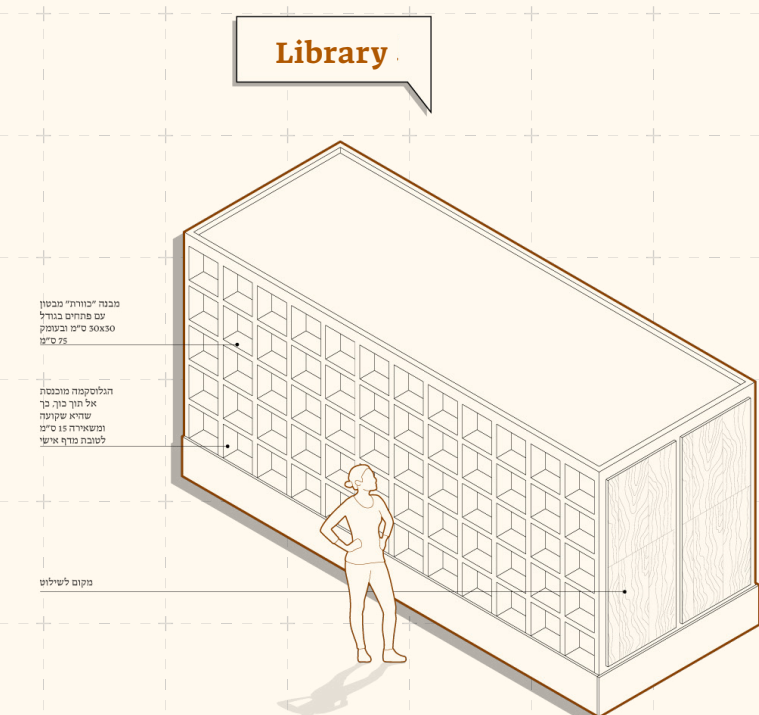 Library
מבנה "כוורת" מבטון
עם פתחים בגודל
30x30 ס"מ ובעומק
75 ס"מ
הגלוסקמה מוכנסת
אל תוך כוך, כך
שהיא שקועה
ומשאירה 15 ס"מ
לטובת מדף אישי
מקום לשילוט